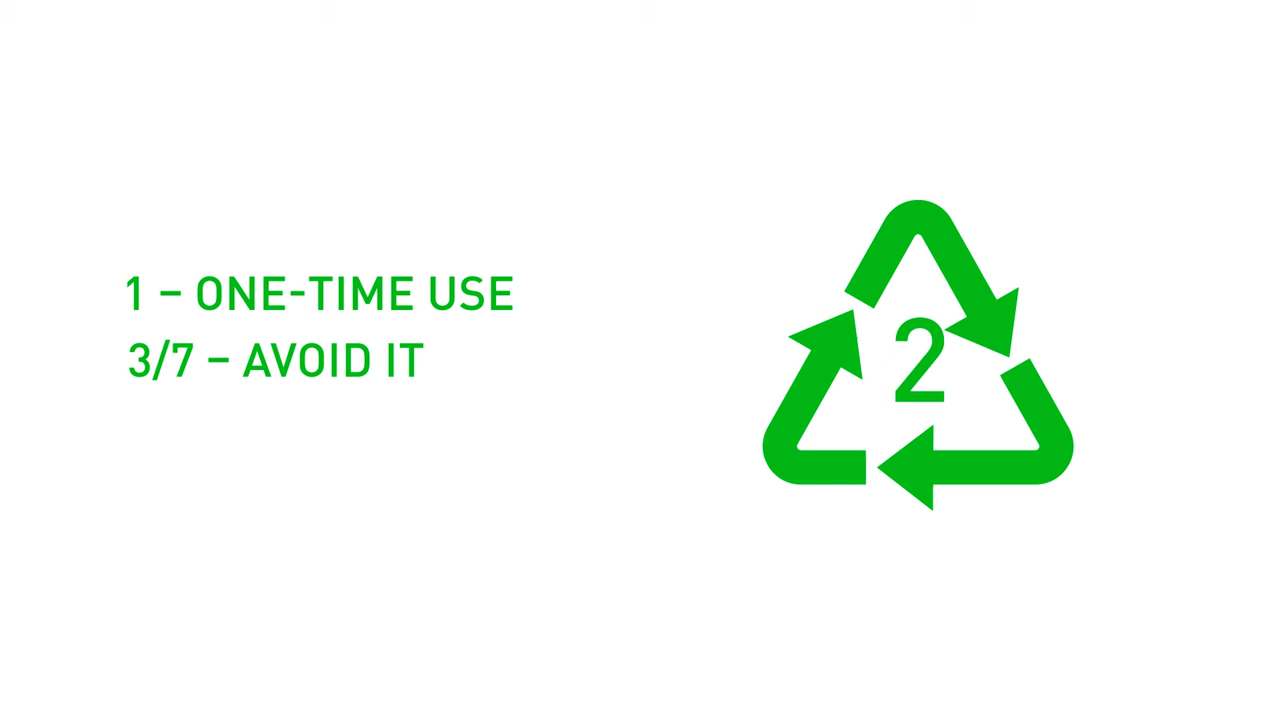 1 – ONE-TIME USE
3/7 – AVOID IT
2